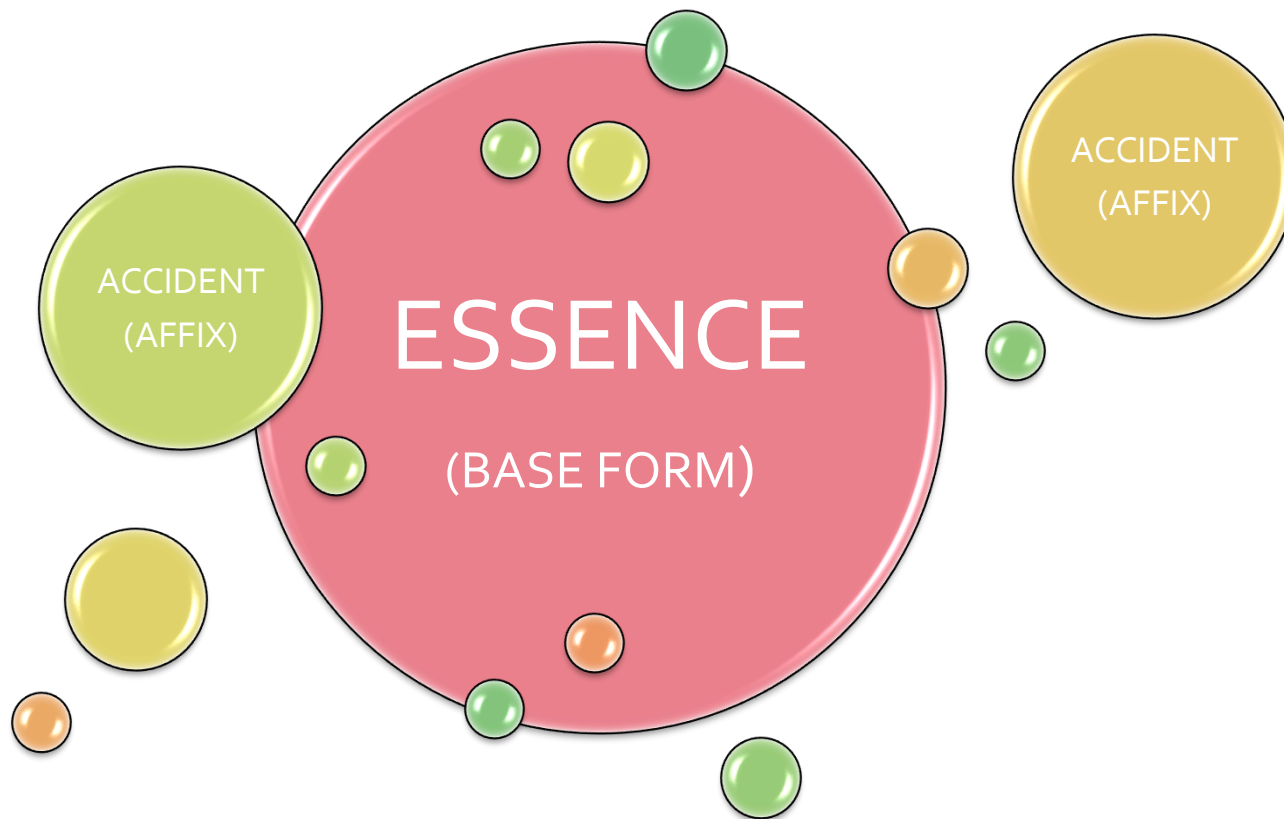 ACCIDENT
(AFFIX)
ESSENCE
(BASE FORM)
ACCIDENT
(AFFIX)